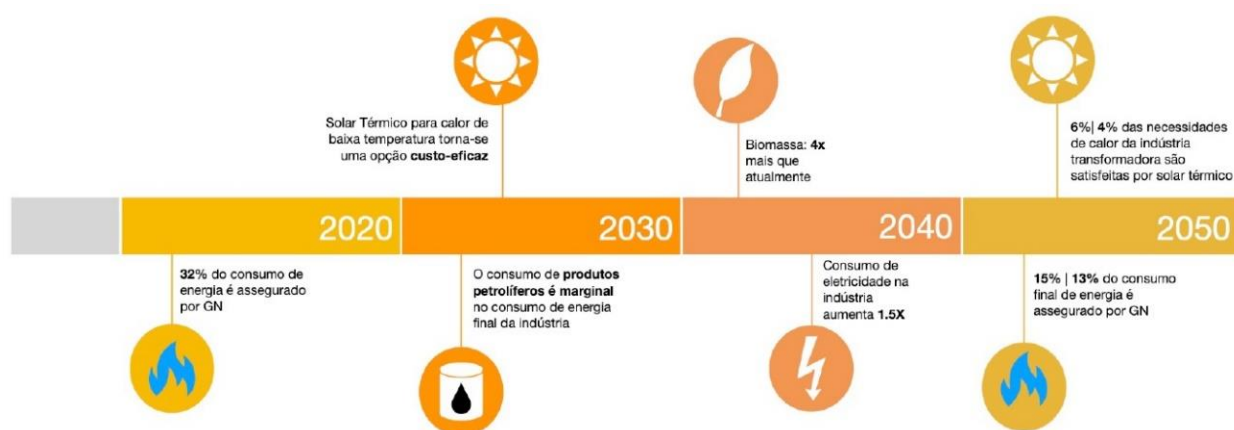 Solar Térmico para calor de
baixa temperatura torna-se
uma opção custo-eficaz
Biomassa: 4x
mais que
atualmente
6%| 4% das necessidades
de calor da indústria
transformadora são
satisfeitas por solar térmico
2020
2030
2040
2050
32% do consumo de
energia é assegurado
por GN
O consumo de produtos
petrolíferos é marginal
no consumo de energia
final da indústria
Consumo de
eletricidade na
indústria
aumenta 1.5X
15% | 13% do consumo
final de energia é
assegurado por GN